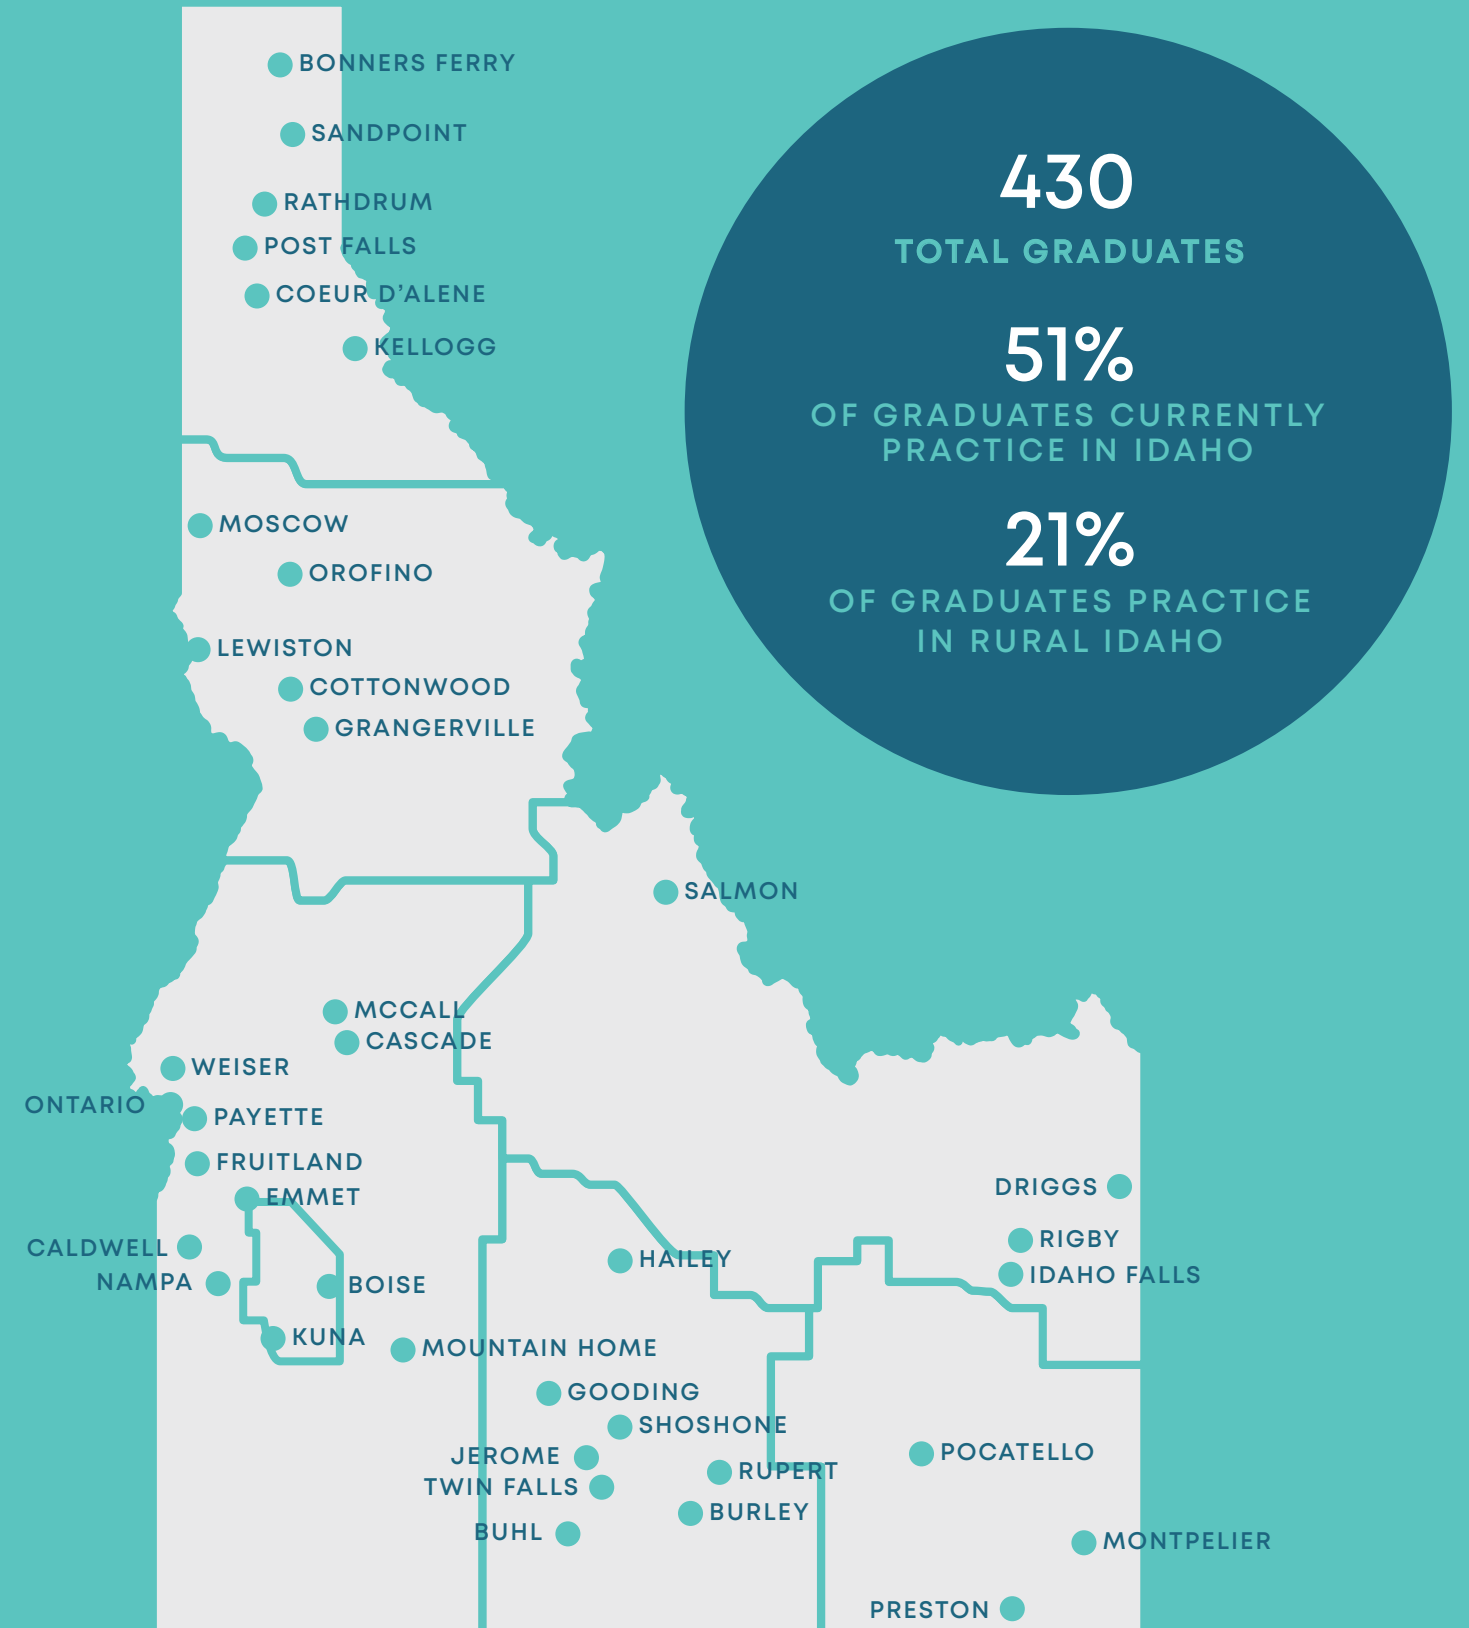 BONNERS FERRY
SANDPOINT
RATHDRUM
POST FALLS
COEUR D’ALENE
KELLOGG
430
TOTAL GRADUATES
51%
OF GRADUATES CURRENTLY
PRACTICE IN IDAHO
21%
OF GRADUATES PRACTICE
IN RURAL IDAHO
MOSCOW
OROFINO
LEWISTON
COTTONWOOD
GRANGERVILLE
SALMON
MCCALL
CASCADE
WEISER
ONTARIO
PAYETTE
FRUITLAND
EMMET
CALDWELL
NAMPA
BOISE
KUNA
MOUNTAIN HOME
HAILEY
DRIGGS
RIGBY
IDAHO FALLS
GOODING
SHOSHONE
JEROME
TWIN FALLS
BUHL
RUPERT
BURLEY
POCATELLO
MONTPELIER
PRESTON